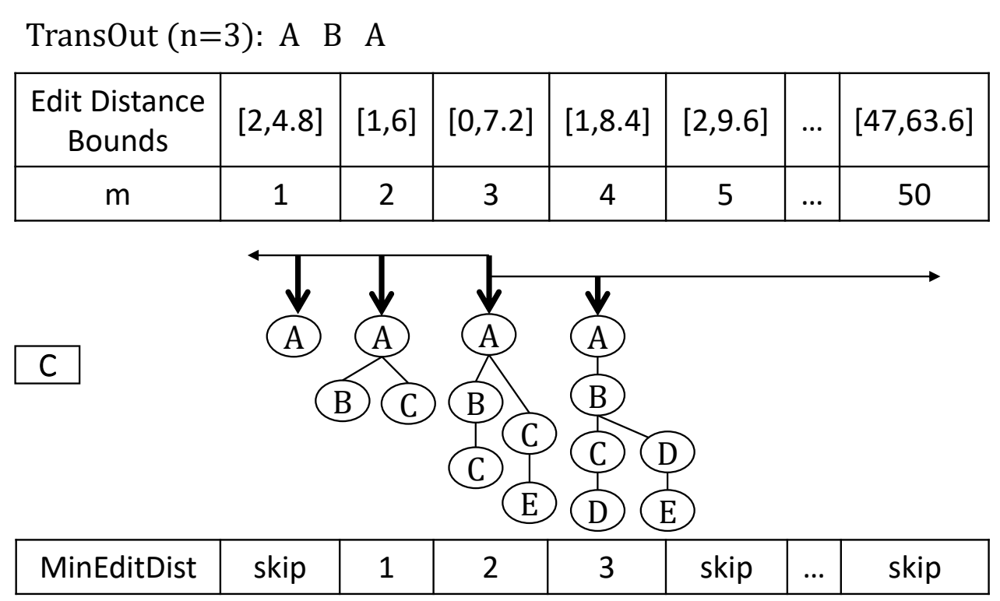 TransOut (n=3): A B A
Edit Distance Bounds [2,4.8] [1,6] [0,7.2] [1,8.4] [2,9.6] ... [47,63.6]
m 1 2 3 4 5 ... 50
A A A A
B C B B
C
C C C D
E D E
MinEditDist skip 1 2 3 skip ... skip